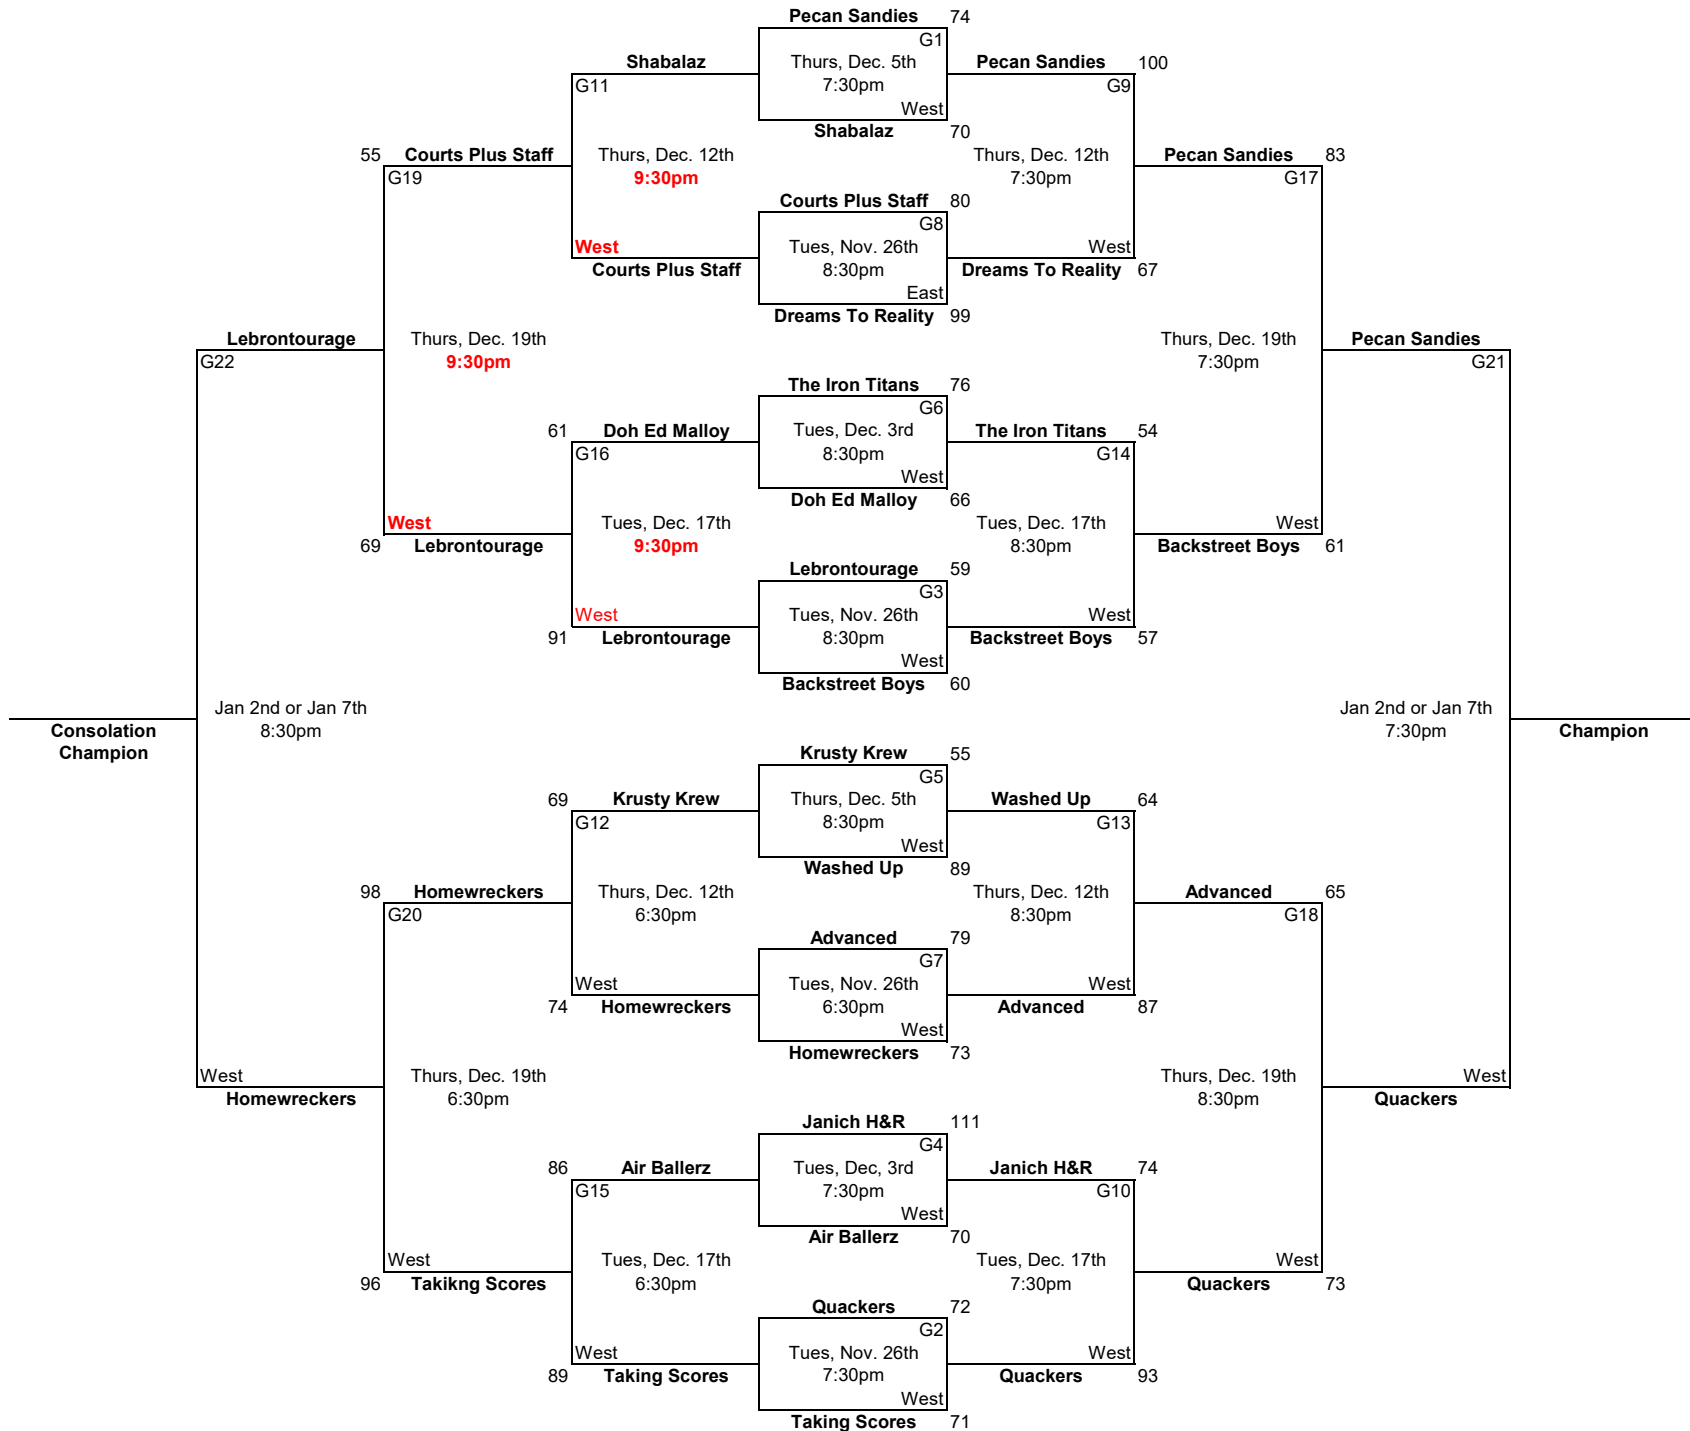 Pecan Sandies 74
G1
Shabalaz Thurs, Dec. 5th Pecan Sandies 100
G11 7:30pm G9
West
Shabalaz 70
55 Courts Plus Staff Thurs, Dec. 12th Thurs, Dec. 12th Pecan Sandies 83
G19 9:30pm 7:30pm G17
Courts Plus Staff 80
G8
West Tues, Nov. 26th West
Courts Plus Staff 8:30pm Dreams To Reality 67
East
Dreams To Reality 99
Lebrontourage Thurs, Dec. 19th Thurs, Dec. 19th Pecan Sandies
G22 9:30pm 7:30pm G21
The Iron Titans 76
G6
61 Doh Ed Malloy Tues, Dec. 3rd The Iron Titans 54
G16 8:30pm G14
West
Doh Ed Malloy 66
West Tues, Dec. 17th Tues, Dec. 17th West
69 Lebrontourage 9:30pm 8:30pm Backstreet Boys 61
Lebrontourage 59
G3
West Tues, Nov. 26th West
91 Lebrontourage 8:30pm Backstreet Boys 57
West
Backstreet Boys 60
Jan 2nd or Jan 7th Jan 2nd or Jan 7th
Consolation 8:30pm 7:30pm Champion
Champion Krusty Krew 55
G5
69 Krusty Krew Thurs, Dec. 5th Washed Up 64
G12 8:30pm G13
West
Washed Up 89
98 Homewreckers Thurs, Dec. 12th Thurs, Dec. 12th Advanced 65
G20 6:30pm 8:30pm G18
Advanced 79
G7
West Tues, Nov. 26th West
74 Homewreckers 6:30pm Advanced 87
West
Homewreckers 73
West Thurs, Dec. 19th Thurs, Dec. 19th West
Homewreckers 6:30pm 8:30pm Quackers
Janich H&R 111
G4
86 Air Ballerz Tues, Dec, 3rd Janich H&R 74
G15 7:30pm G10
West
Air Ballerz 70
West Tues, Dec. 17th Tues, Dec. 17th West
96 Takikng Scores 6:30pm 7:30pm Quackers 73
Quackers 72
G2
West Tues, Nov. 26th West
89 Taking Scores 7:30pm Quackers 93
West
Taking Scores 71